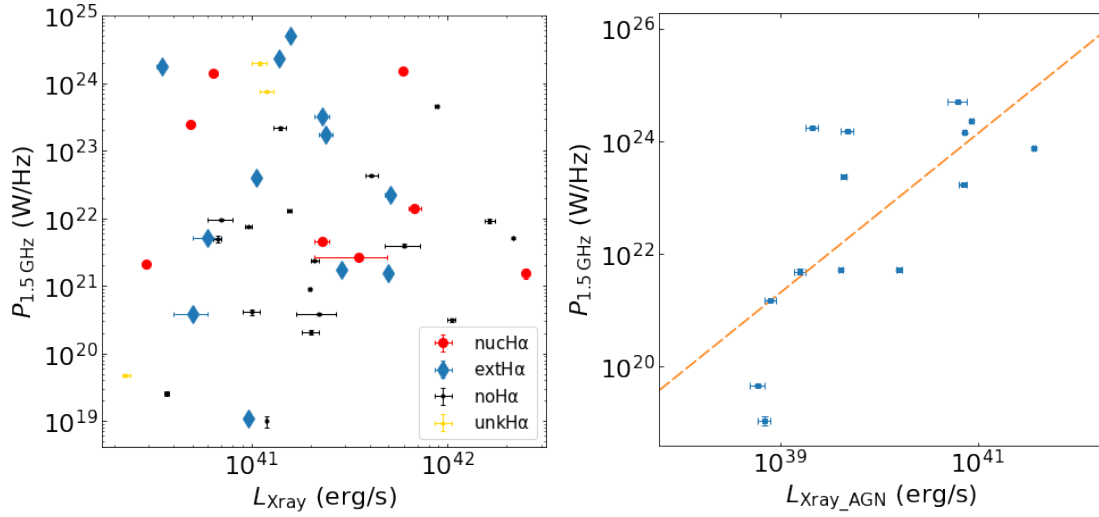 10^25
10^24
10^23
10^22
10^21
10^20
10^19
P_1.5 GHz (W/Hz)
10^41
10^42
L_Xray (erg/s)
nucHα
extHα
noHα
unkHα
10^26
10^24
10^22
10^20
P_1.5 GHz (W/Hz)
10^39
10^41
L_Xray_AGN (erg/s)